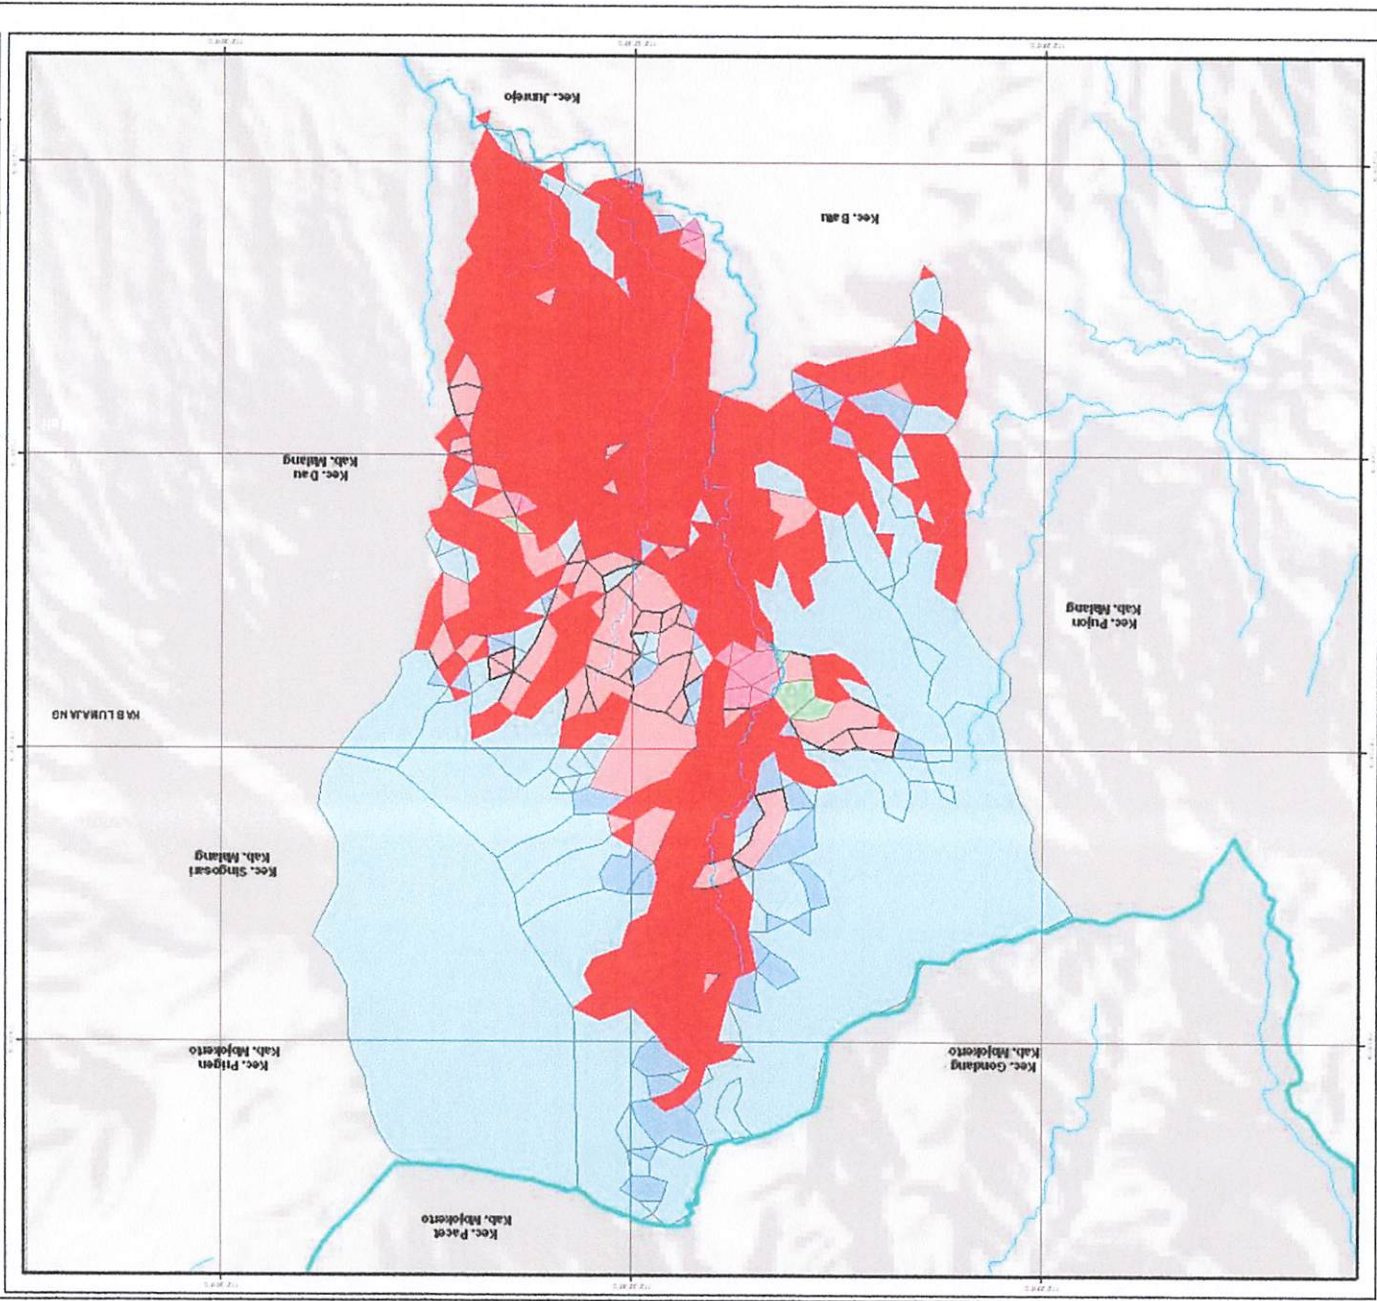 Kec. Pacet
Kab. Mojokerto
Kec. Gondang
Kab. Mojokerto
Kec. Prigen
Kab. Mojokerto
Kec. Singosari
Kab. Malang
KAB LUMAJANG
Kec. Pujon
Kab. Malang
Kec. Dau
Kab. Malang
Kec. Batu
Kec. Junrejo